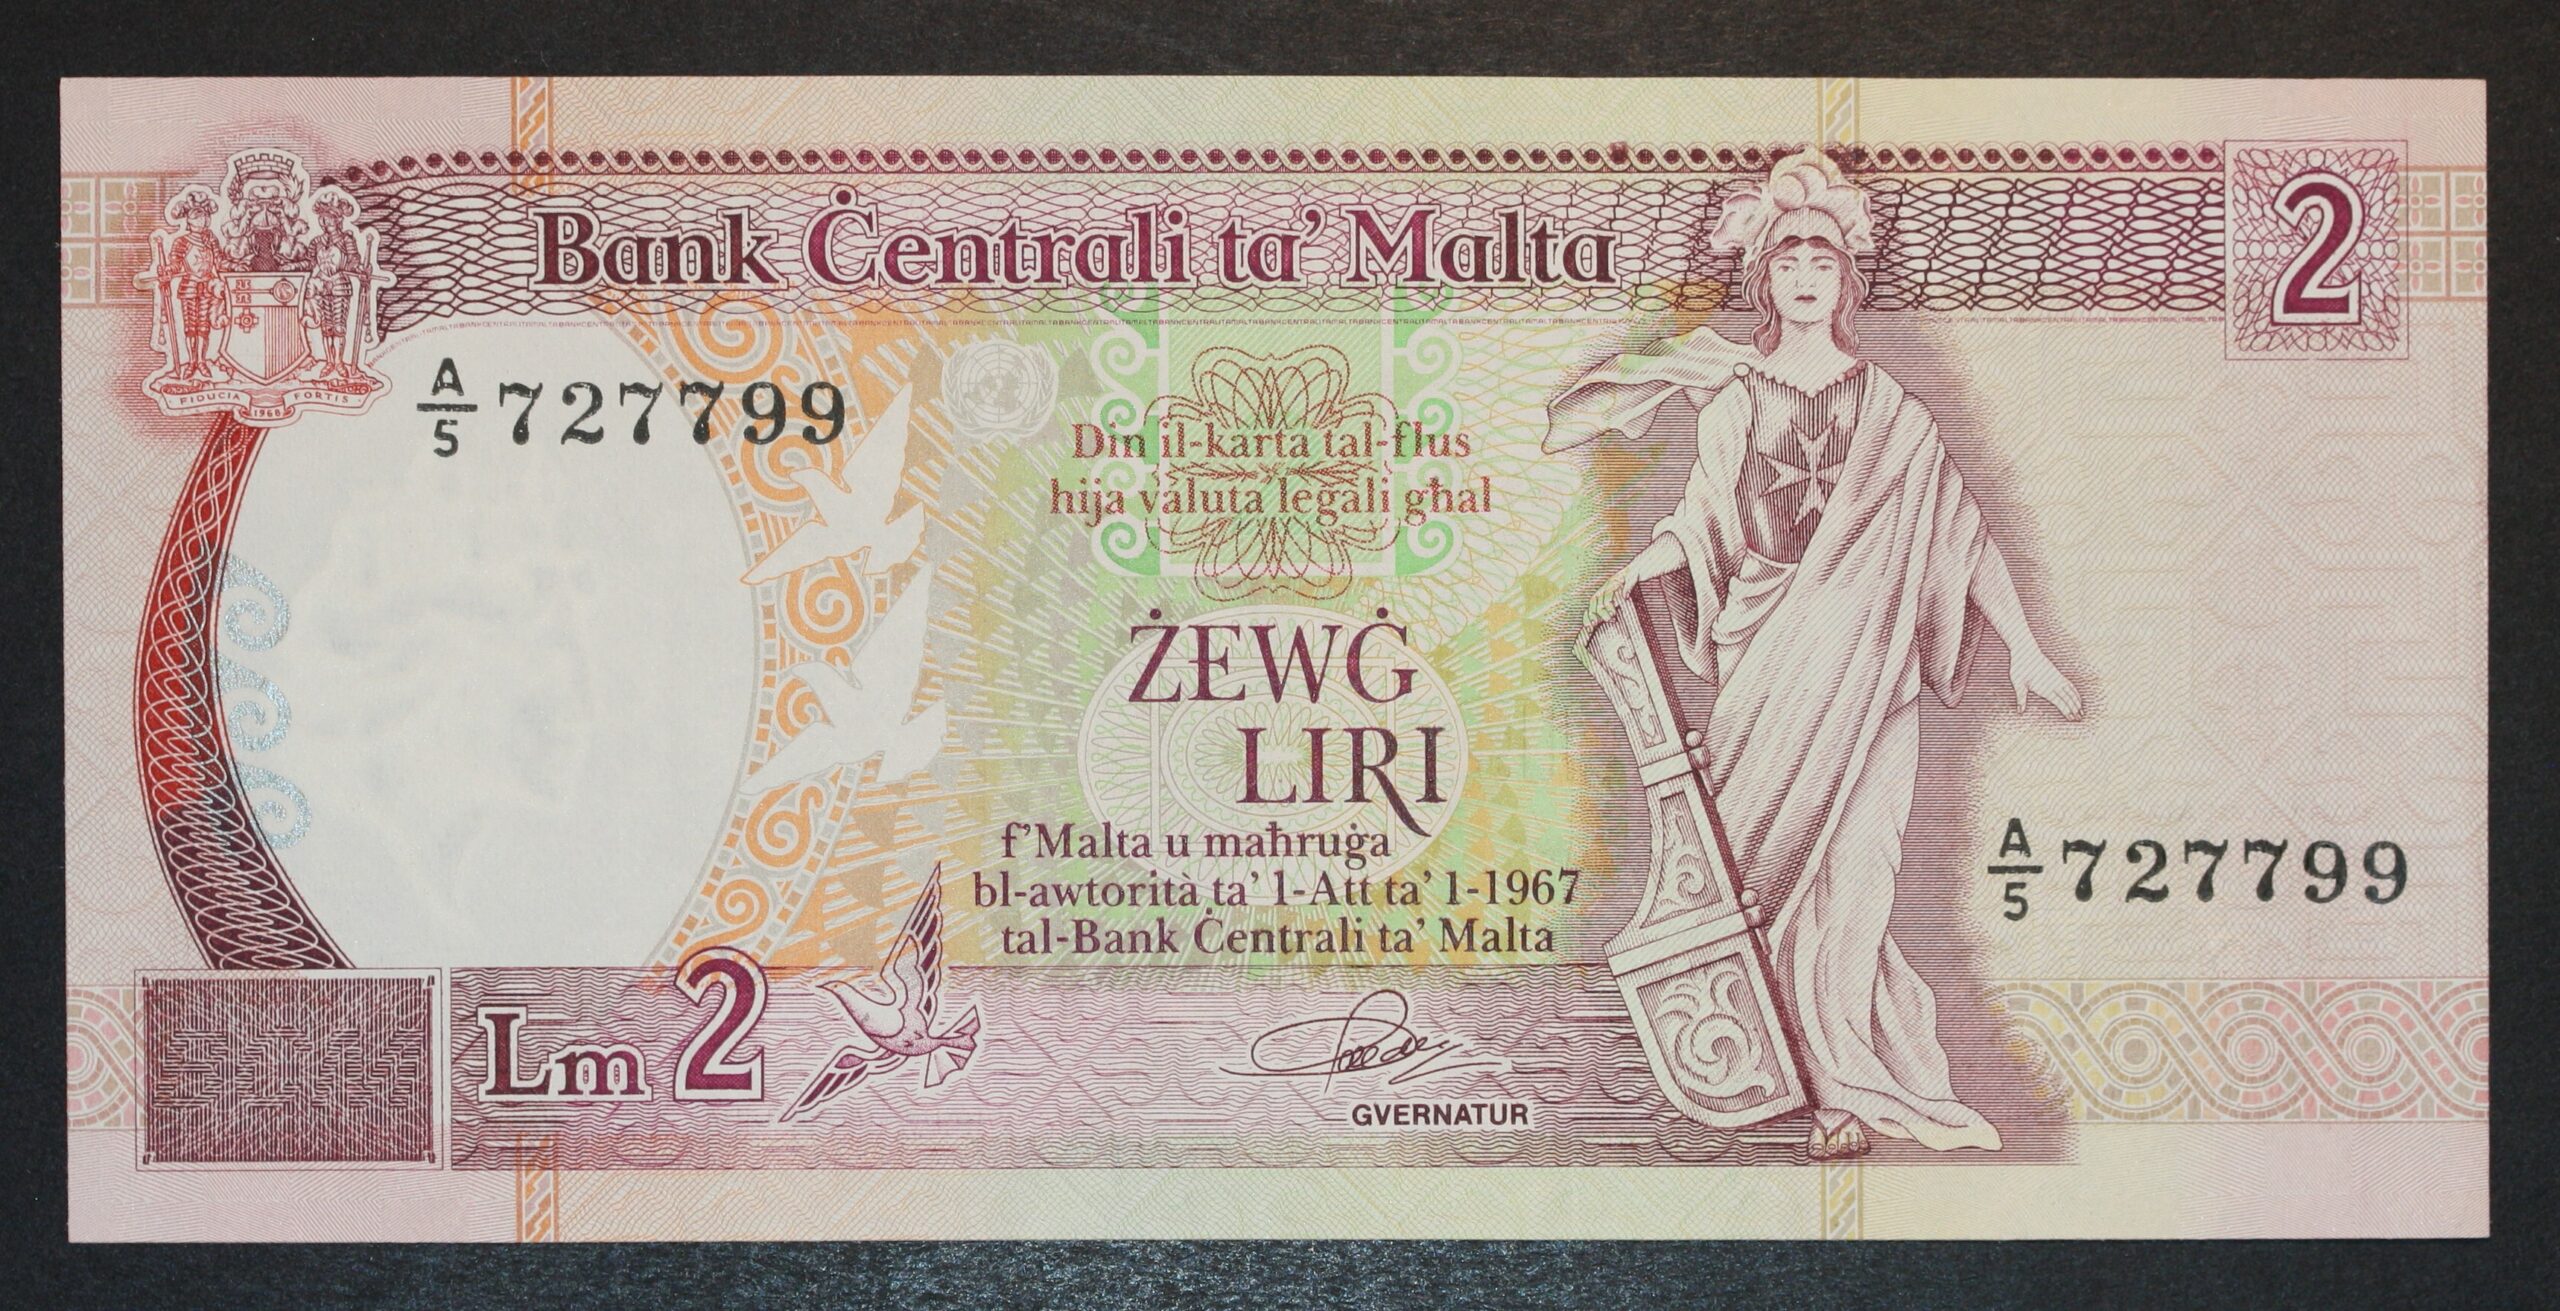 Bank Ċentrali ta' Malta
2
FIDUCIA 1968 FORTIS
A/5 727799
Din il-karta tal-flus
hija valuta legali għal
ŻEWĠ
LIRI
f'Malta u maħruġa
bl-awtorità ta' l-Att ta' l-1967
tal-Bank Ċentrali ta' Malta
A/5 727799
Lm 2
GVERNATUR